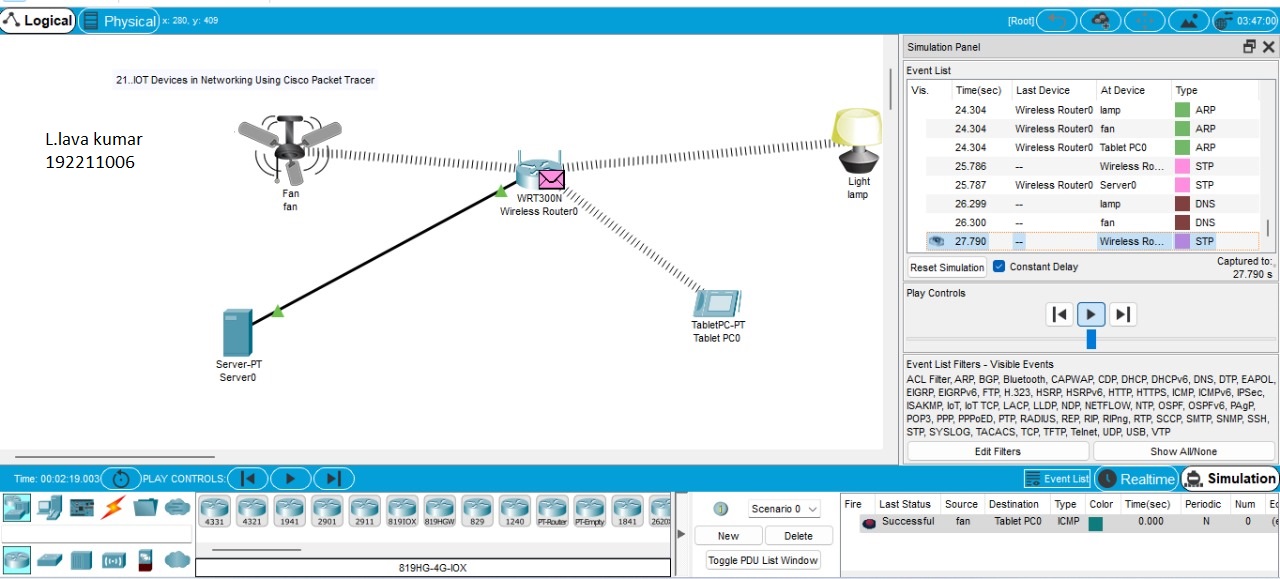 Logical Physical x: 280, y: 409 [Root] 03:47:00
21..IOT Devices in Networking Using Cisco Packet Tracer
L.lava kumar
192211006
Fan
fan
WRT300N
Wireless Router0
Light
lamp
TabletPC-PT
Tablet PC0
Server-PT
Server0
Simulation Panel
Event List
Vis. Time(sec) Last Device At Device Type
24.304 Wireless Router0 lamp ARP
24.304 Wireless Router0 fan ARP
24.304 Wireless Router0 Tablet PC0 ARP
25.786 -- Wireless Ro... STP
25.787 Wireless Router0 Server0 STP
26.299 -- lamp DNS
26.300 -- fan DNS
27.790 -- Wireless Ro... STP
Reset Simulation Constant Delay Captured to:
27.790 s
Play Controls
Event List Filters - Visible Events
ACL Filter, ARP, BGP, Bluetooth, CAPWAP, CDP, DHCP, DHCPv6, DNS, DTP, EAPOL,
EIGRP, EIGRPv6, FTP, H.323, HSRP, HSRPv6, HTTP, HTTPS, ICMP, ICMPv6, IPSec,
ISAKMP, IoT, IoT TCP, LACP, LLDP, NDP, NETFLOW, NTP, OSPF, OSPFv6, PAgP,
POP3, PPP, PPPoED, PTP, RADIUS, REP, RIP, RIPng, RTP, SCCP, SMTP, SNMP, SSH,
STP, SYSLOG, TACACS, TCP, TFTP, Telnet, UDP, USB, VTP
Edit Filters Show All/None
Time: 00:02:19.003 PLAY CONTROLS: Event List Realtime Simulation
4331 4321 1941 2901 2911 819IOX 819HGW 829 1240 PT-Router PT-Empty 1841 2620X
819HG-4G-IOX
Scenario 0
New Delete
Toggle PDU List Window
Fire Last Status Source Destination Type Color Time(sec) Periodic Num Ed
Successful fan Tablet PC0 ICMP 0.000 N 0 (e